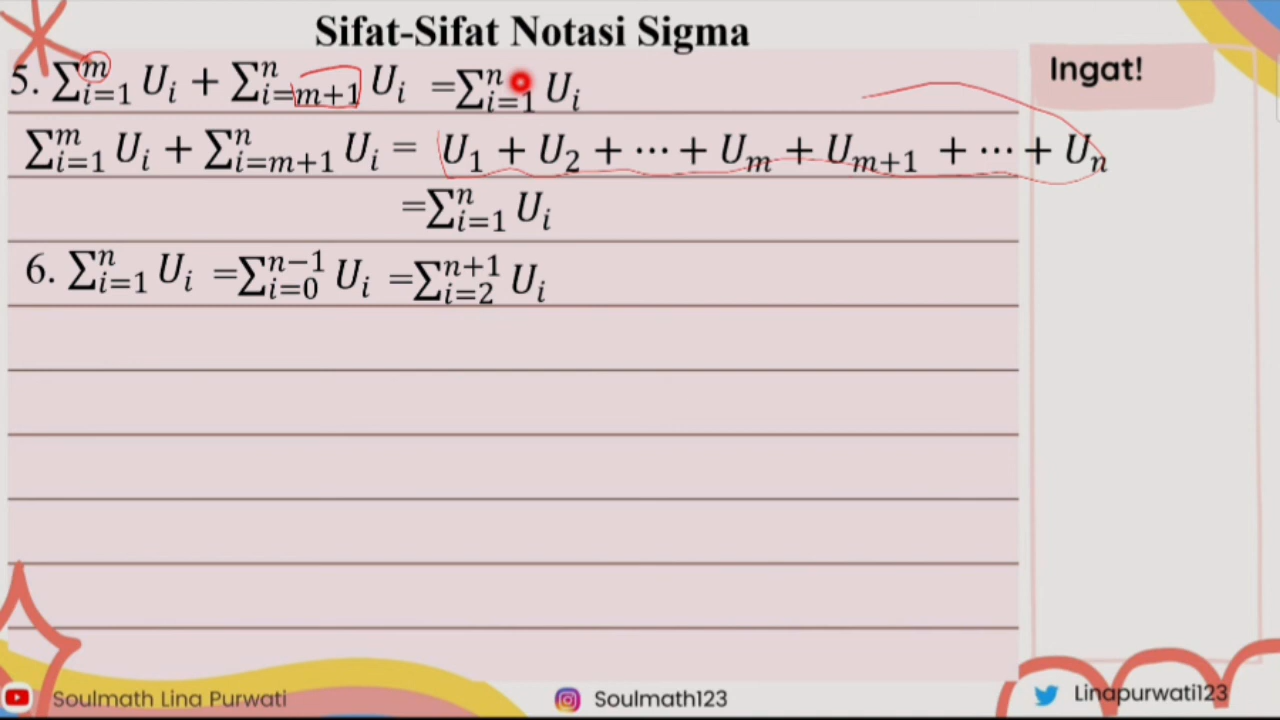 Sifat-Sifat Notasi Sigma
5. ∑_{i=1}^{m} U_i + ∑_{i=m+1}^{n} U_i = ∑_{i=1}^{n} U_i
Ingat!
∑_{i=1}^{m} U_i + ∑_{i=m+1}^{n} U_i = U_1 + U_2 + ⋯ + U_m + U_{m+1} + ⋯ + U_n
= ∑_{i=1}^{n} U_i
6. ∑_{i=1}^{n} U_i = ∑_{i=0}^{n−1} U_i = ∑_{i=2}^{n+1} U_i
Soulmath Lina Purwati
Soulmath123
Linapurwati123